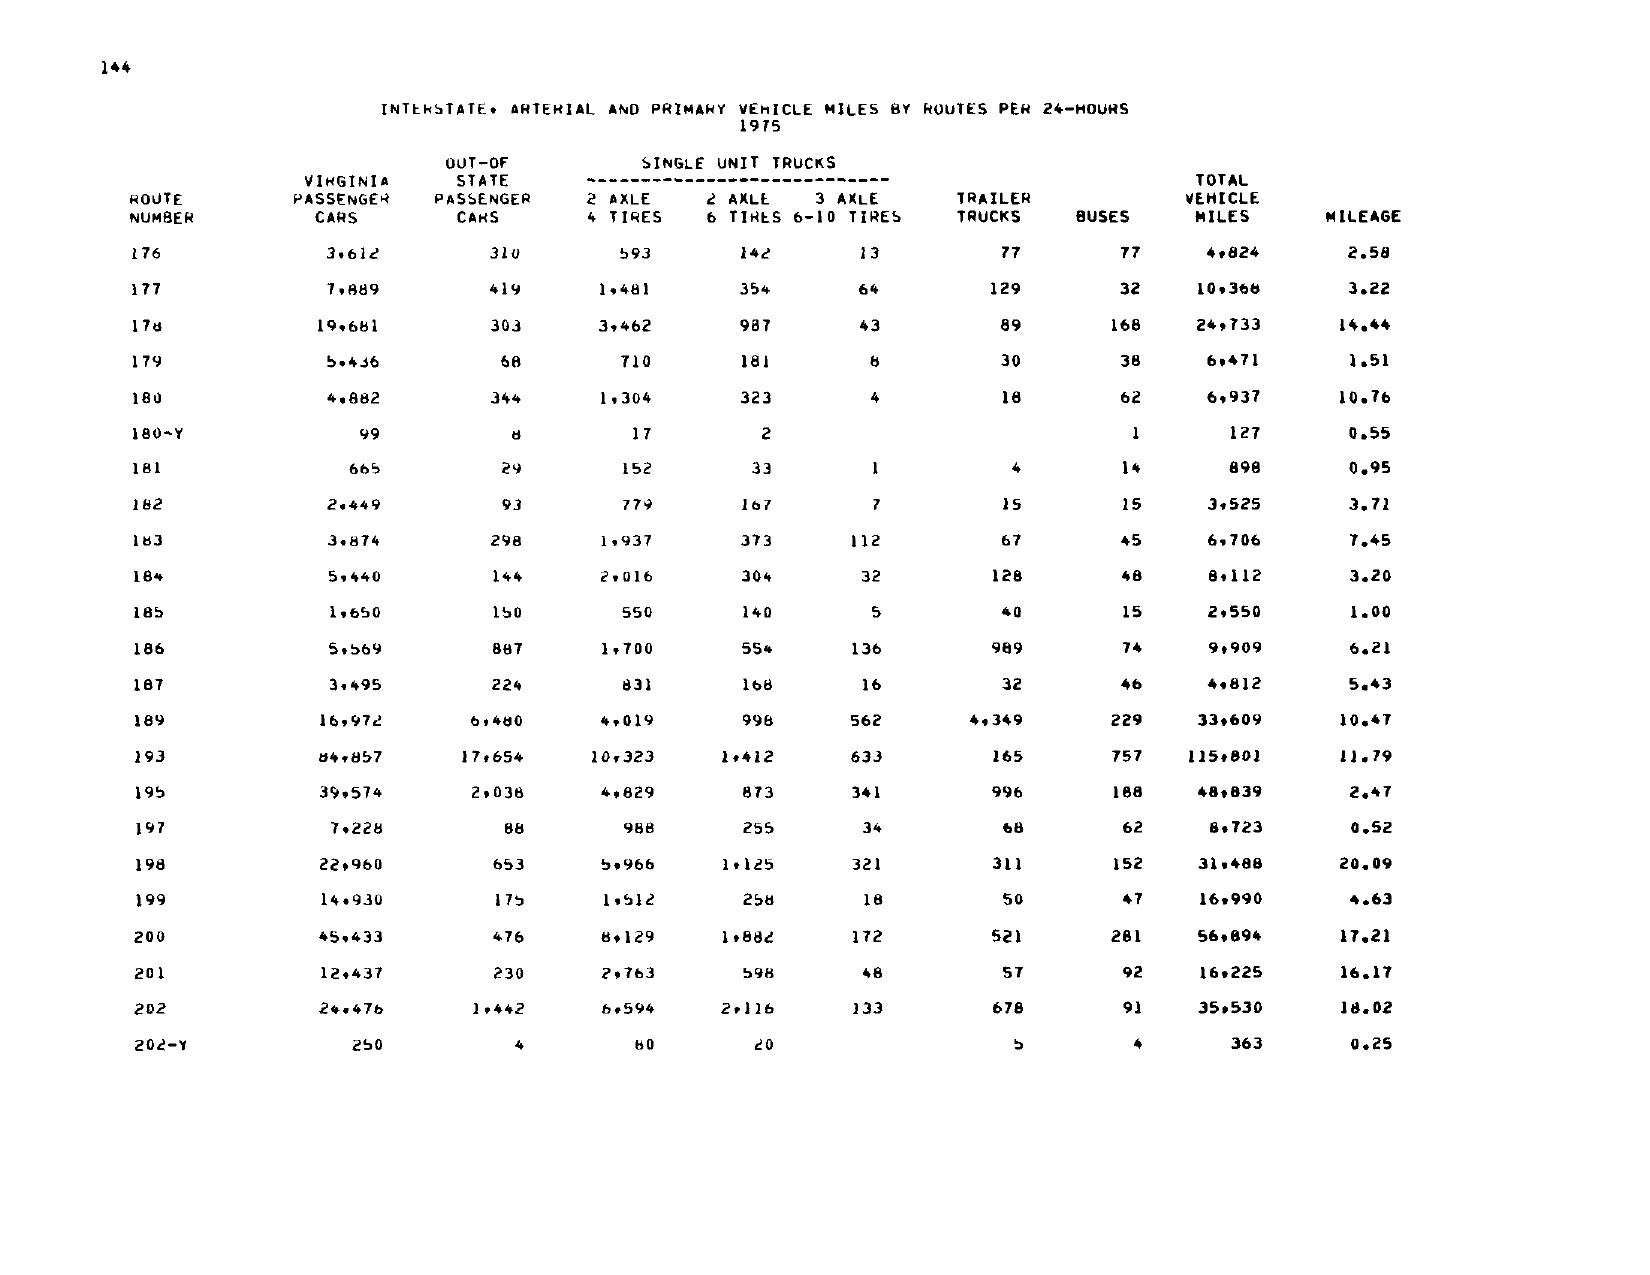 144
INTERSTATE, ARTERIAL AND PRIMARY VEHICLE MILES BY ROUTES PER 24-HOURS
1975
OUT-OF SINGLE UNIT TRUCKS
VIRGINIA STATE ---------------------------- TOTAL
ROUTE PASSENGER PASSENGER 2 AXLE 2 AXLE 3 AXLE TRAILER VEHICLE
NUMBER CARS CARS 4 TIRES 6 TIRES 6-10 TIRES TRUCKS BUSES MILES MILEAGE
176 3,612 310 593 142 13 77 77 4,824 2.58
177 7,889 419 1,481 354 64 129 32 10,368 3.22
178 19,681 303 3,462 987 43 89 168 24,733 14.44
179 5,436 68 710 181 8 30 38 6,471 1.51
180 4,882 344 1,304 323 4 18 62 6,937 10.76
180-Y 99 8 17 2 1 127 0.55
181 665 29 152 33 1 4 14 898 0.95
182 2,449 93 779 167 7 15 15 3,525 3.71
183 3,874 298 1,937 373 112 67 45 6,706 7.45
184 5,440 144 2,016 304 32 128 48 8,112 3.20
185 1,650 150 550 140 5 40 15 2,550 1.00
186 5,569 887 1,700 554 136 989 74 9,909 6.21
187 3,495 224 831 168 16 32 46 4,812 5.43
189 16,972 6,480 4,019 998 562 4,349 229 33,609 10.47
193 84,857 17,654 10,323 1,412 633 165 757 115,801 11.79
195 39,574 2,038 4,829 873 341 996 188 48,839 2.47
197 7,228 88 988 255 34 68 62 8,723 0.52
198 22,960 653 5,966 1,125 321 311 152 31,488 20.09
199 14,930 175 1,512 258 18 50 47 16,990 4.63
200 45,433 476 8,129 1,882 172 521 281 56,894 17.21
201 12,437 230 2,763 598 48 57 92 16,225 16.17
202 24,476 1,442 6,594 2,116 133 678 91 35,530 18.02
202-Y 250 4 80 20 5 4 363 0.25